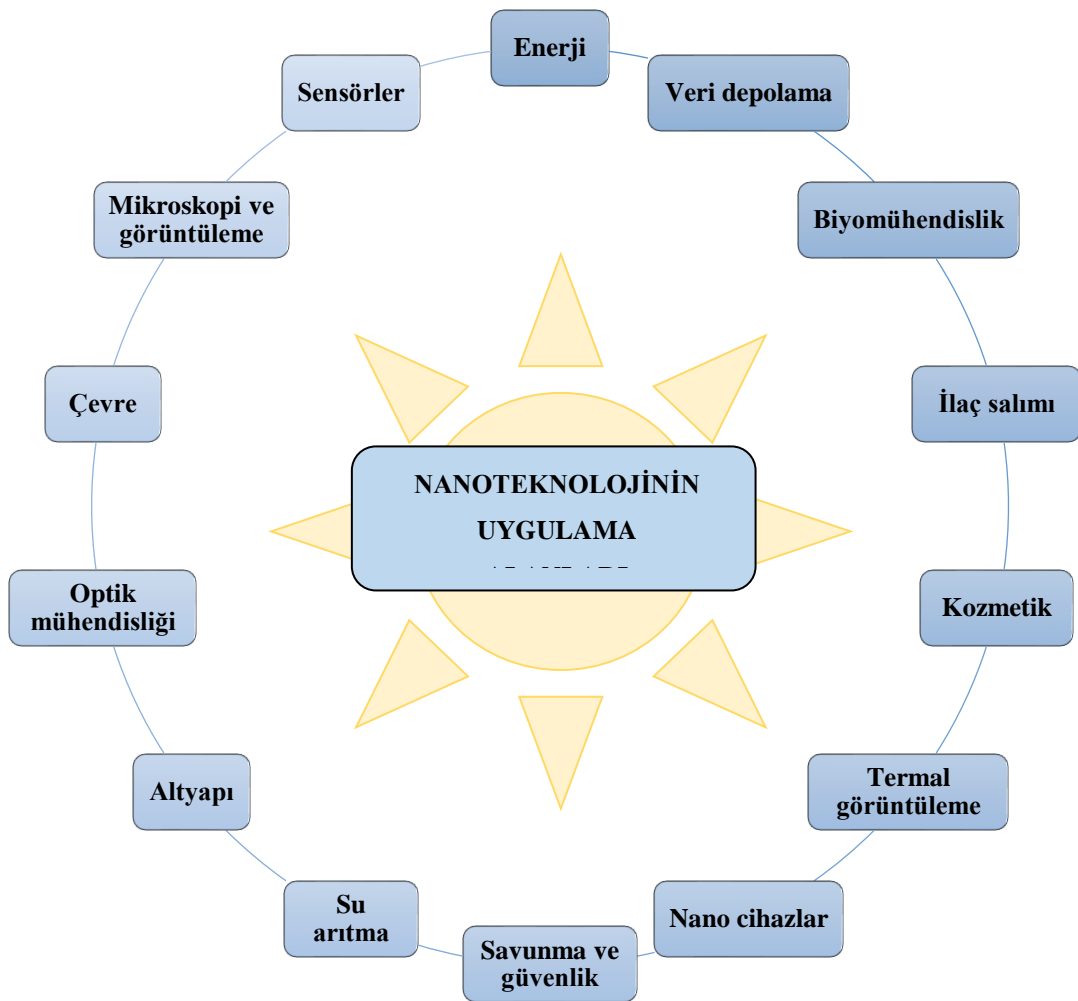 Enerji
Veri depolama
Biyomühendislik
İlaç salımı
Kozmetik
Termal
görüntüleme
Nano cihazlar
Savunma ve
güvenlik
Su
arıtma
Altyapı
Optik
mühendisliği
Çevre
Mikroskopi ve
görüntüleme
Sensörler
NANOTEKNOLOJİNİN
UYGULAMA